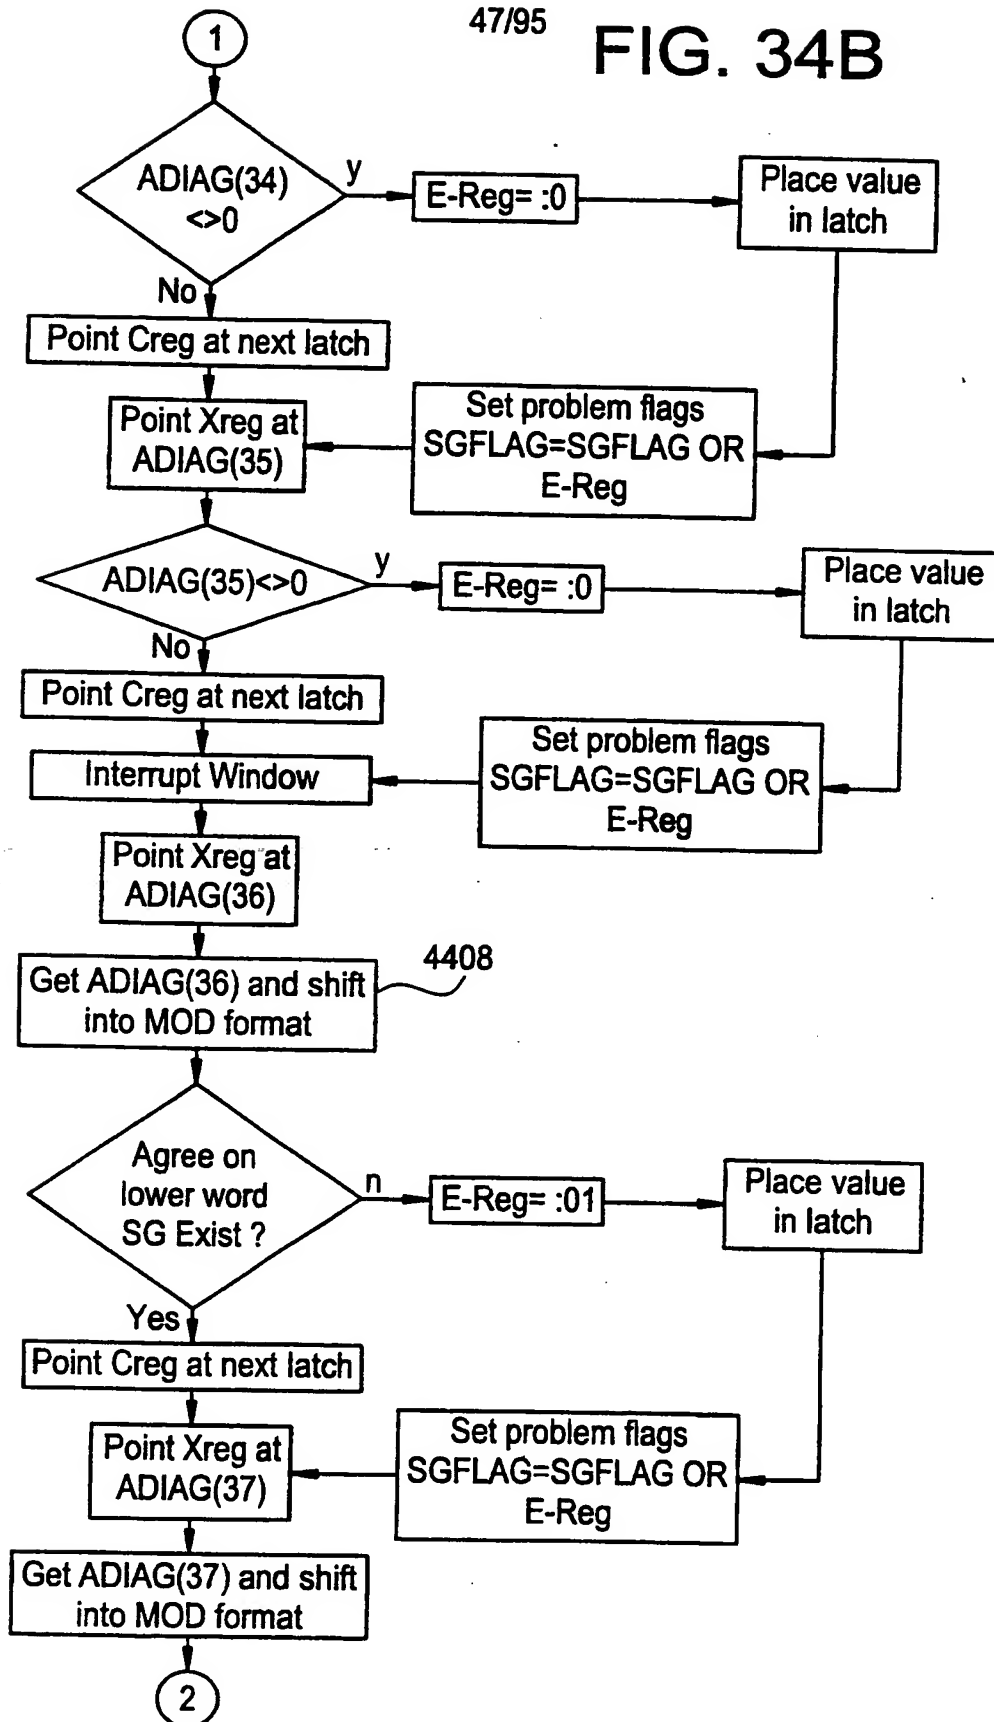 47/95
FIG. 34B
1
ADIAG(34)
<>0
y
E-Reg= :0
Place value
in latch
No
Point Creg at next latch
Point Xreg at
ADIAG(35)
Set problem flags
SGFLAG=SGFLAG OR
E-Reg
ADIAG(35)<>0
y
E-Reg= :0
Place value
in latch
No
Point Creg at next latch
Interrupt Window
Set problem flags
SGFLAG=SGFLAG OR
E-Reg
Point Xreg at
ADIAG(36)
Get ADIAG(36) and shift
into MOD format
4408
Agree on
lower word
SG Exist ?
n
E-Reg= :01
Place value
in latch
Yes
Point Creg at next latch
Point Xreg at
ADIAG(37)
Set problem flags
SGFLAG=SGFLAG OR
E-Reg
Get ADIAG(37) and shift
into MOD format
2